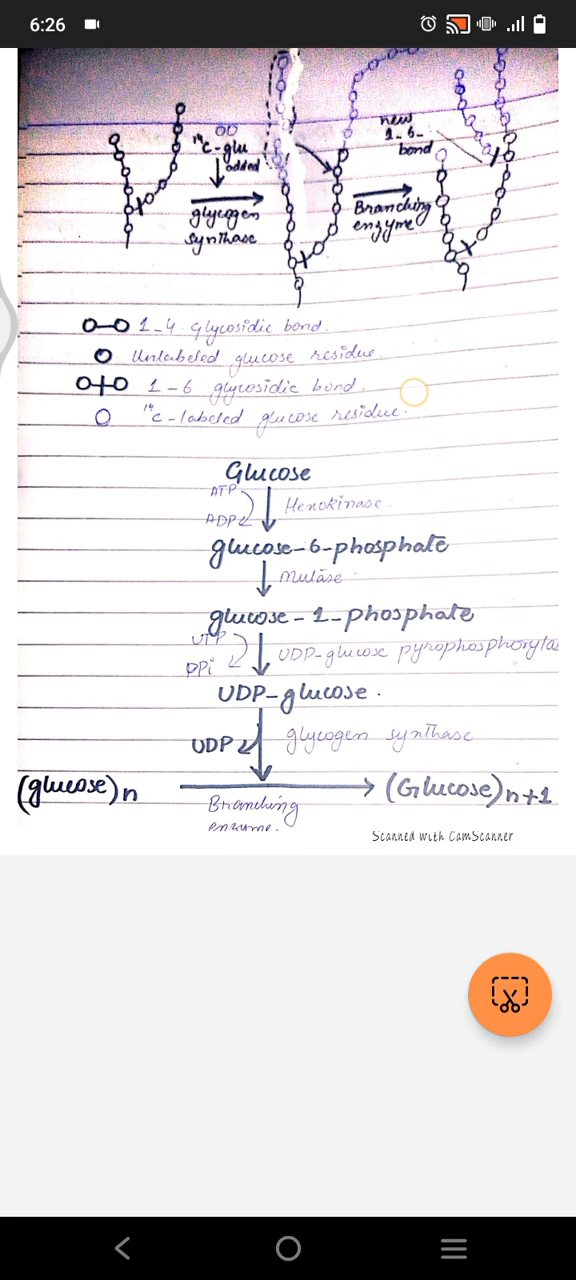 6:26
new
1-6-
bond
¹⁴c-glu
added
glycogen
synthase
Branching
enzyme
1-4 glycosidic bond.
Unlabeled glucose residue.
1-6 glycosidic bond.
¹⁴c-labeled glucose residue.
Glucose
ATP
ADP
Hexokinase.
glucose-6-phosphate
mutase
glucose-1-phosphate
UTP
PPi
UDP-glucose pyrophosphoryla
UDP-glucose.
UDP
glycogen synthase
(glucose)n
(Glucose)n+1
Branching
enzyme.
Scanned with CamScanner